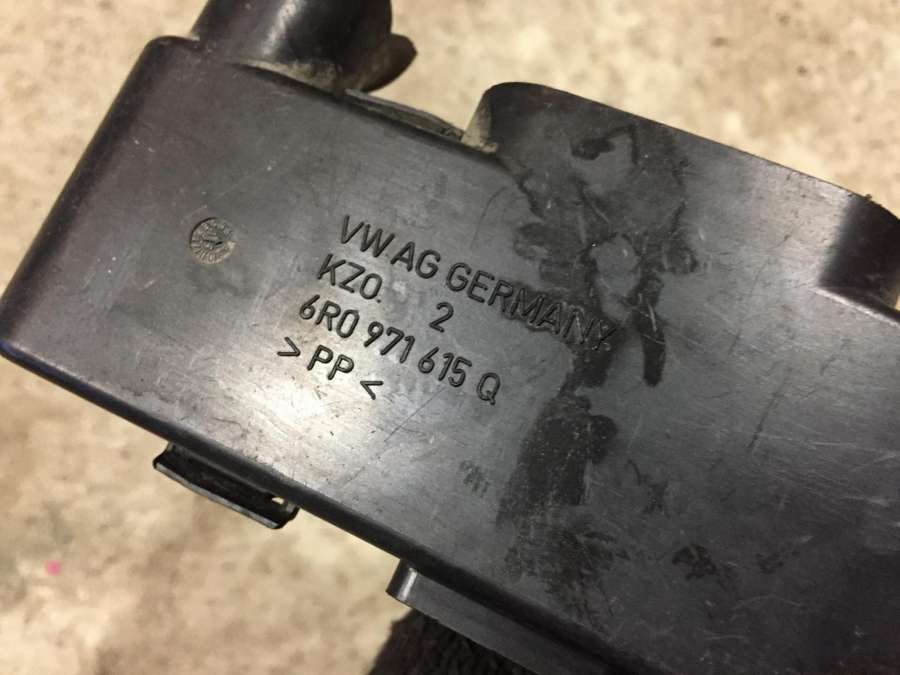 VW AG GERMANY
KZO. 2
6R0 971 615 Q
> PP <